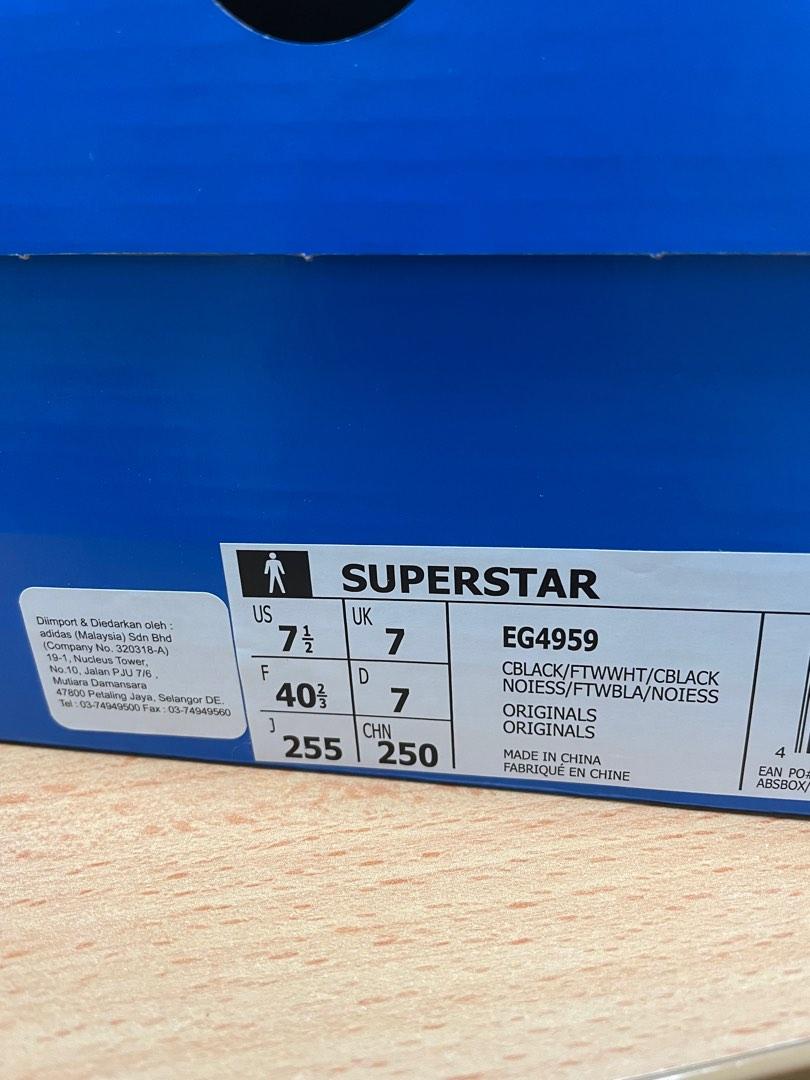 Diimport & Diedarkan oleh :
adidas (Malaysia) Sdn Bhd
(Company No. 320318-A)
19-1, Nucleus Tower,
No.10, Jalan PJU 7/6 ,
Mutiara Damansara
47800 Petaling Jaya, Selangor DE.
Tel : 03-74949500 Fax : 03-74949560
SUPERSTAR
US 7½ UK 7
F 40⅔ D 7
J 255 CHN 250
EG4959
CBLACK/FTWWHT/CBLACK
NOIESS/FTWBLA/NOIESS
ORIGINALS
ORIGINALS
MADE IN CHINA
FABRIQUÉ EN CHINE
4
EAN PO#
ABSBOX/